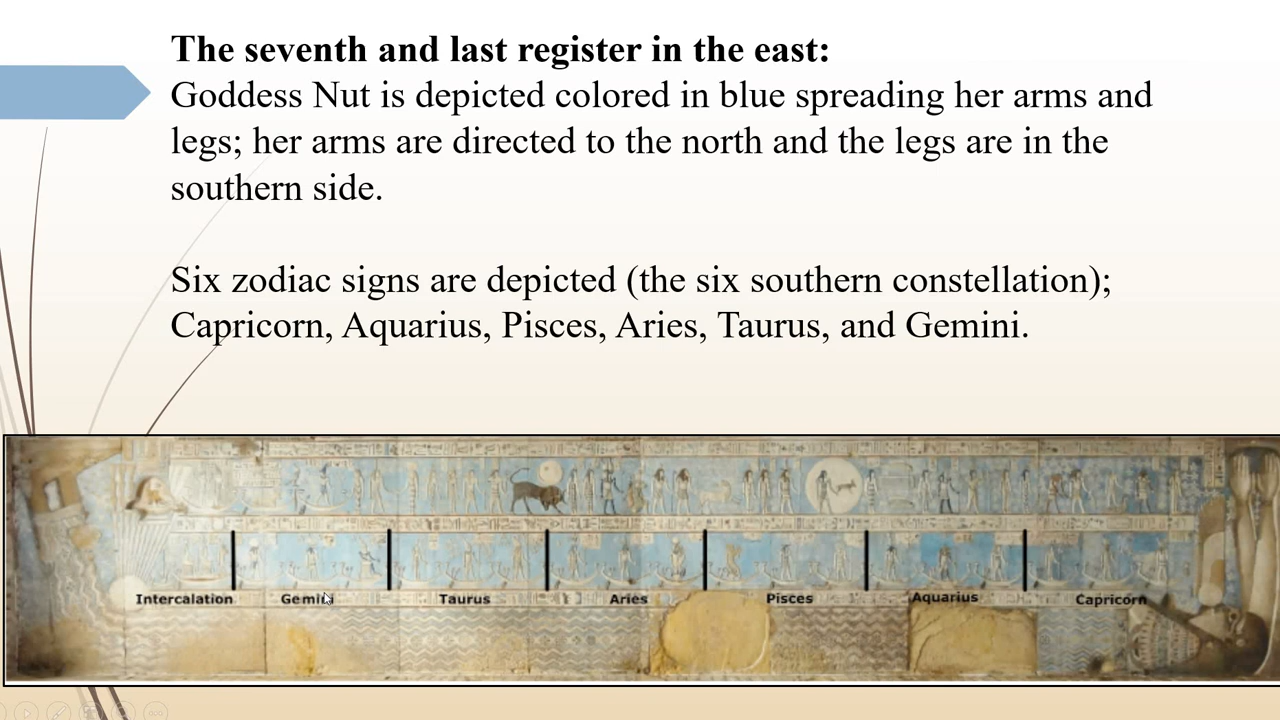 The seventh and last register in the east:
Goddess Nut is depicted colored in blue spreading her arms and
legs; her arms are directed to the north and the legs are in the
southern side.
Six zodiac signs are depicted (the six southern constellation);
Capricorn, Aquarius, Pisces, Aries, Taurus, and Gemini.
Intercalation Gemini Taurus Aries Pisces Aquarius Capricorn